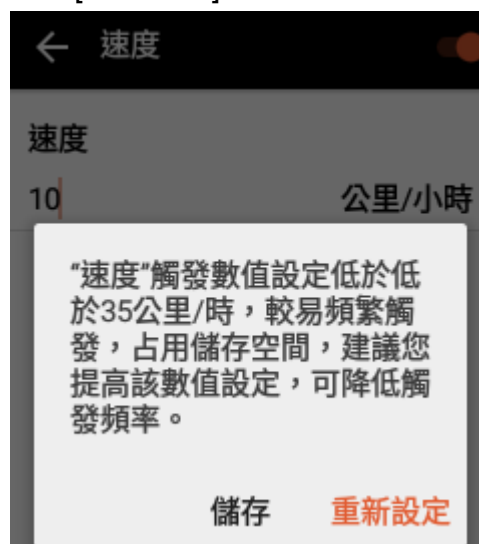 速度
速度
10
公里/小時
“速度”觸發數值設定低於低
於35公里/時，較易頻繁觸
發，占用儲存空間，建議您
提高該數值設定，可降低觸
發頻率。
儲存
重新設定